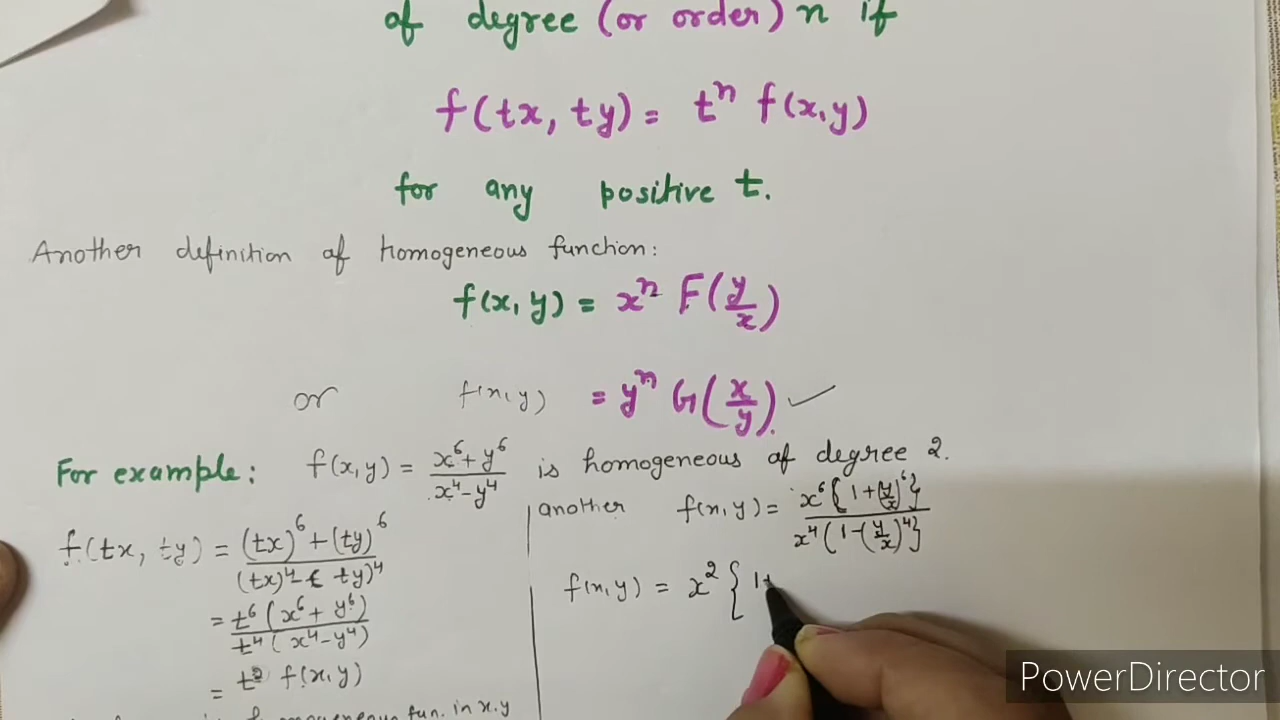 of degree (or order) n if
f(tx, ty) = tⁿ f(x,y)
for any positive t.
Another definition of homogeneous function:
f(x, y) = xⁿ F(y/x)
or f(x,y) = yⁿ G(x/y) ✓
For example: f(x,y) = x⁶+y⁶ / x⁴-y⁴ is homogeneous of degree 2.
f(tx, ty) = (tx)⁶+(ty)⁶ / (tx)⁴-(ty)⁴
= t⁶(x⁶+y⁶) / t⁴(x⁴-y⁴)
= t² f(x,y)
fun. in x.y
another f(x,y) = x⁶{1+(y/x)⁶} / x⁴{1-(y/x)⁴}
f(x,y) = x² { 1+
PowerDirector